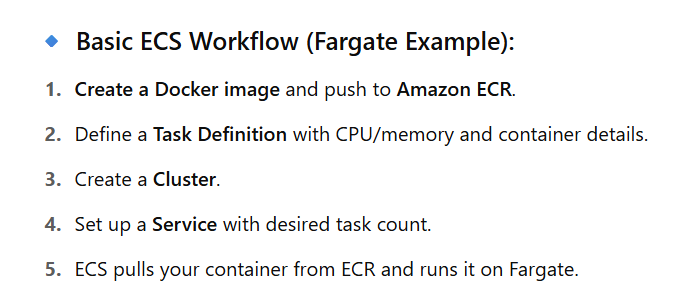 Basic ECS Workflow (Fargate Example):
1. Create a Docker image and push to Amazon ECR.
2. Define a Task Definition with CPU/memory and container details.
3. Create a Cluster.
4. Set up a Service with desired task count.
5. ECS pulls your container from ECR and runs it on Fargate.